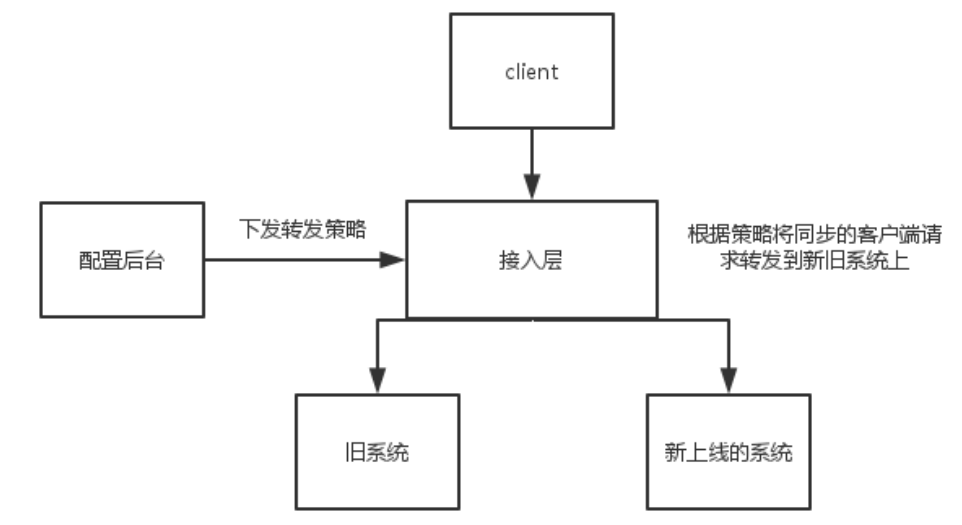 client
下发转发策略
配置后台
接入层
根据策略将同步的客户端请
求转发到新旧系统上
旧系统
新上线的系统